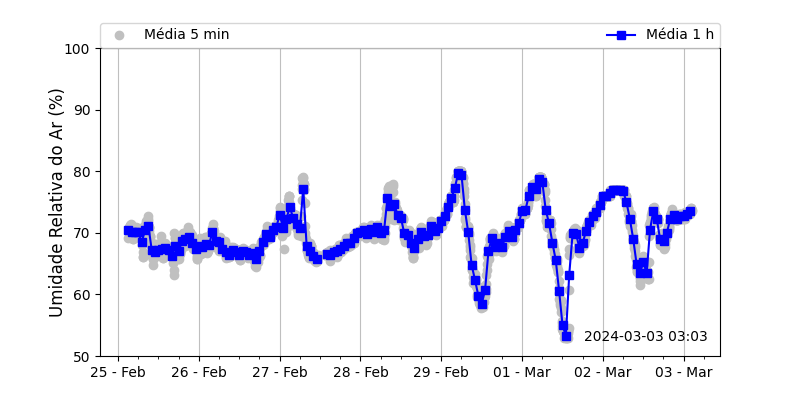 Média 5 min
Média 1 h
Umidade Relativa do Ar (%)
100
90
80
70
60
50
2024-03-03 03:03
25 - Feb
26 - Feb
27 - Feb
28 - Feb
29 - Feb
01 - Mar
02 - Mar
03 - Mar